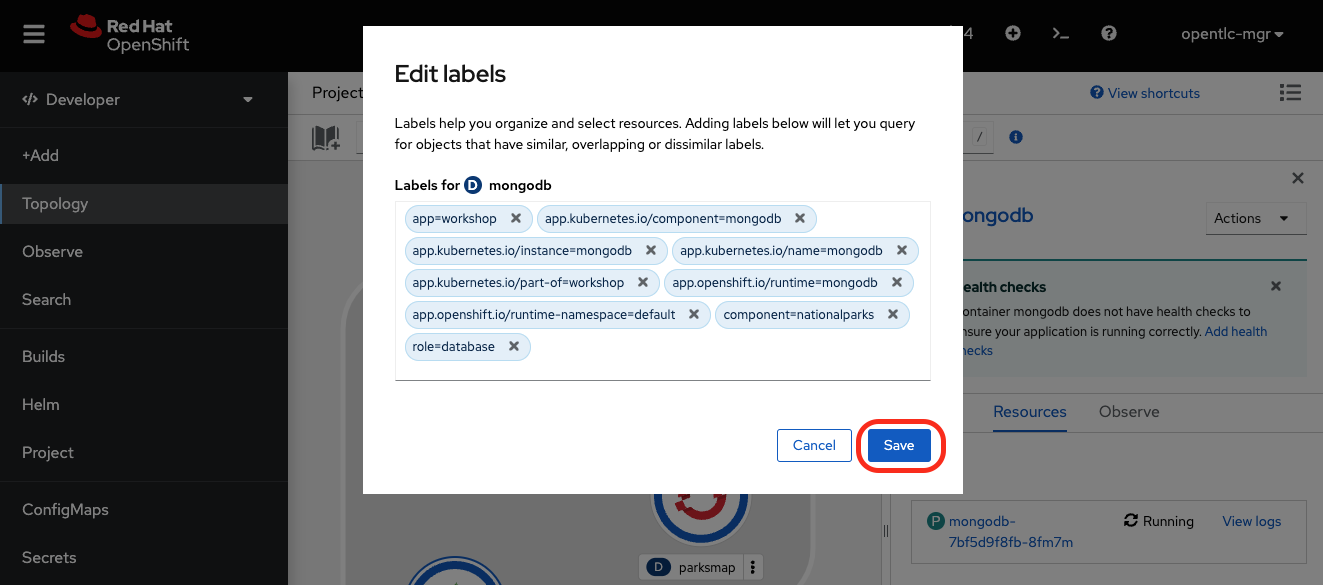 Red Hat
OpenShift
4
opentlc-mgr
Developer
+Add
Topology
Observe
Search
Builds
Helm
Project
ConfigMaps
Secrets
Project
View shortcuts
/
Edit labels
Labels help you organize and select resources. Adding labels below will let you query
for objects that have similar, overlapping or dissimilar labels.
Labels for D mongodb
app=workshop
app.kubernetes.io/component=mongodb
app.kubernetes.io/instance=mongodb
app.kubernetes.io/name=mongodb
app.kubernetes.io/part-of=workshop
app.openshift.io/runtime=mongodb
app.openshift.io/runtime-namespace=default
component=nationalparks
role=database
Cancel
Save
ongodb
Actions
ealth checks
ontainer mongodb does not have health checks to
nsure your application is running correctly. Add health
hecks
Resources
Observe
P mongodb-
7bf5d9f8fb-8fm7m
Running
View logs
D parksmap